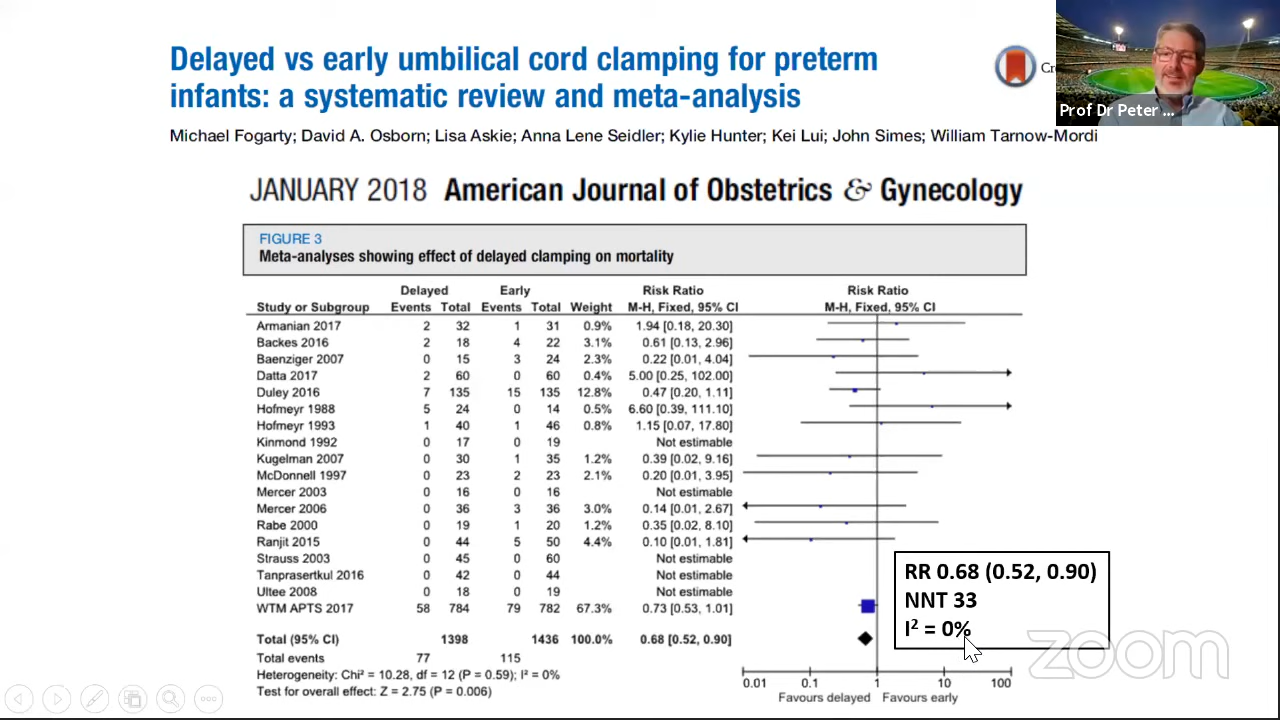 Delayed vs early umbilical cord clamping for preterm
infants: a systematic review and meta-analysis
Prof Dr Peter ...
Michael Fogarty; David A. Osborn; Lisa Askie; Anna Lene Seidler; Kylie Hunter; Kei Lui; John Simes; William Tarnow-Mordi
JANUARY 2018 American Journal of Obstetrics & Gynecology
FIGURE 3
Meta-analyses showing effect of delayed clamping on mortality
Delayed Early Risk Ratio Risk Ratio
Study or Subgroup Events Total Events Total Weight M-H, Fixed, 95% CI M-H, Fixed, 95% CI
Armanian 2017 2 32 1 31 0.9% 1.94 [0.18, 20.30]
Backes 2016 2 18 4 22 3.1% 0.61 [0.13, 2.96]
Baenziger 2007 0 15 3 24 2.3% 0.22 [0.01, 4.04]
Datta 2017 2 60 0 60 0.4% 5.00 [0.25, 102.00]
Duley 2016 7 135 15 135 12.8% 0.47 [0.20, 1.11]
Hofmeyr 1988 5 24 0 14 0.5% 6.60 [0.39, 111.10]
Hofmeyr 1993 1 40 1 46 0.8% 1.15 [0.07, 17.80]
Kinmond 1992 0 17 0 19 Not estimable
Kugelman 2007 0 30 1 35 1.2% 0.39 [0.02, 9.16]
McDonnell 1997 0 23 2 23 2.1% 0.20 [0.01, 3.95]
Mercer 2003 0 16 0 16 Not estimable
Mercer 2006 0 36 3 36 3.0% 0.14 [0.01, 2.67]
Rabe 2000 0 19 1 20 1.2% 0.35 [0.02, 8.10]
Ranjit 2015 0 44 5 50 4.4% 0.10 [0.01, 1.81]
Strauss 2003 0 45 0 60 Not estimable
Tanprasertkul 2016 0 42 0 44 Not estimable
Ultee 2008 0 18 0 19 Not estimable
WTM APTS 2017 58 784 79 782 67.3% 0.73 [0.53, 1.01]
Total (95% CI) 1398 1436 100.0% 0.68 [0.52, 0.90]
Total events 77 115
Heterogeneity: Chi² = 10.28, df = 12 (P = 0.59); I² = 0%
Test for overall effect: Z = 2.75 (P = 0.006)
RR 0.68 (0.52, 0.90)
NNT 33
I² = 0%
0.01 0.1 1 10 100
Favours delayed Favours early
zoom